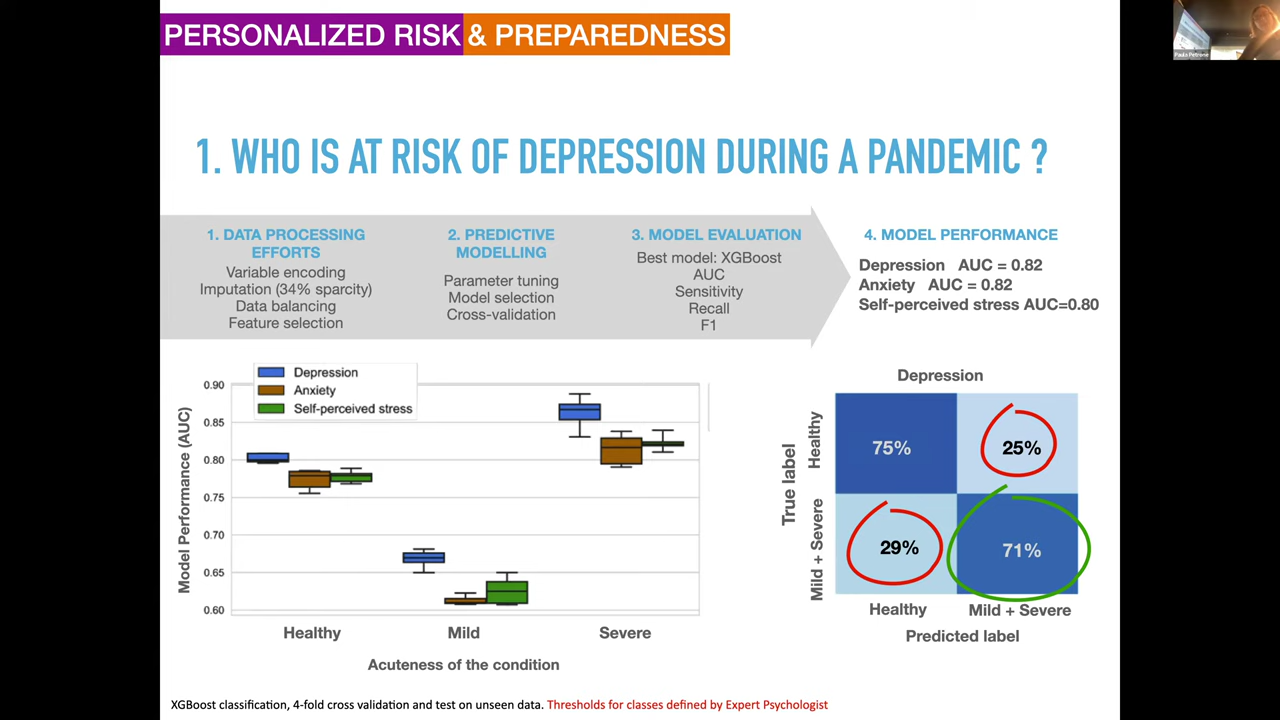 PERSONALIZED RISK & PREPAREDNESS
Paula Petrone
1. WHO IS AT RISK OF DEPRESSION DURING A PANDEMIC ?
1. DATA PROCESSING
EFFORTS
Variable encoding
Imputation (34% sparcity)
Data balancing
Feature selection
2. PREDICTIVE
MODELLING
Parameter tuning
Model selection
Cross-validation
3. MODEL EVALUATION
Best model: XGBoost
AUC
Sensitivity
Recall
F1
4. MODEL PERFORMANCE
Depression AUC = 0.82
Anxiety AUC = 0.82
Self-perceived stress AUC=0.80
Depression
Anxiety
Self-perceived stress
Model Performance (AUC)
0.90
0.85
0.80
0.75
0.70
0.65
0.60
Healthy
Mild
Severe
Acuteness of the condition
Depression
True label
Healthy
Mild + Severe
75%
25%
29%
71%
Healthy
Mild + Severe
Predicted label
XGBoost classification, 4-fold cross validation and test on unseen data. Thresholds for classes defined by Expert Psychologist